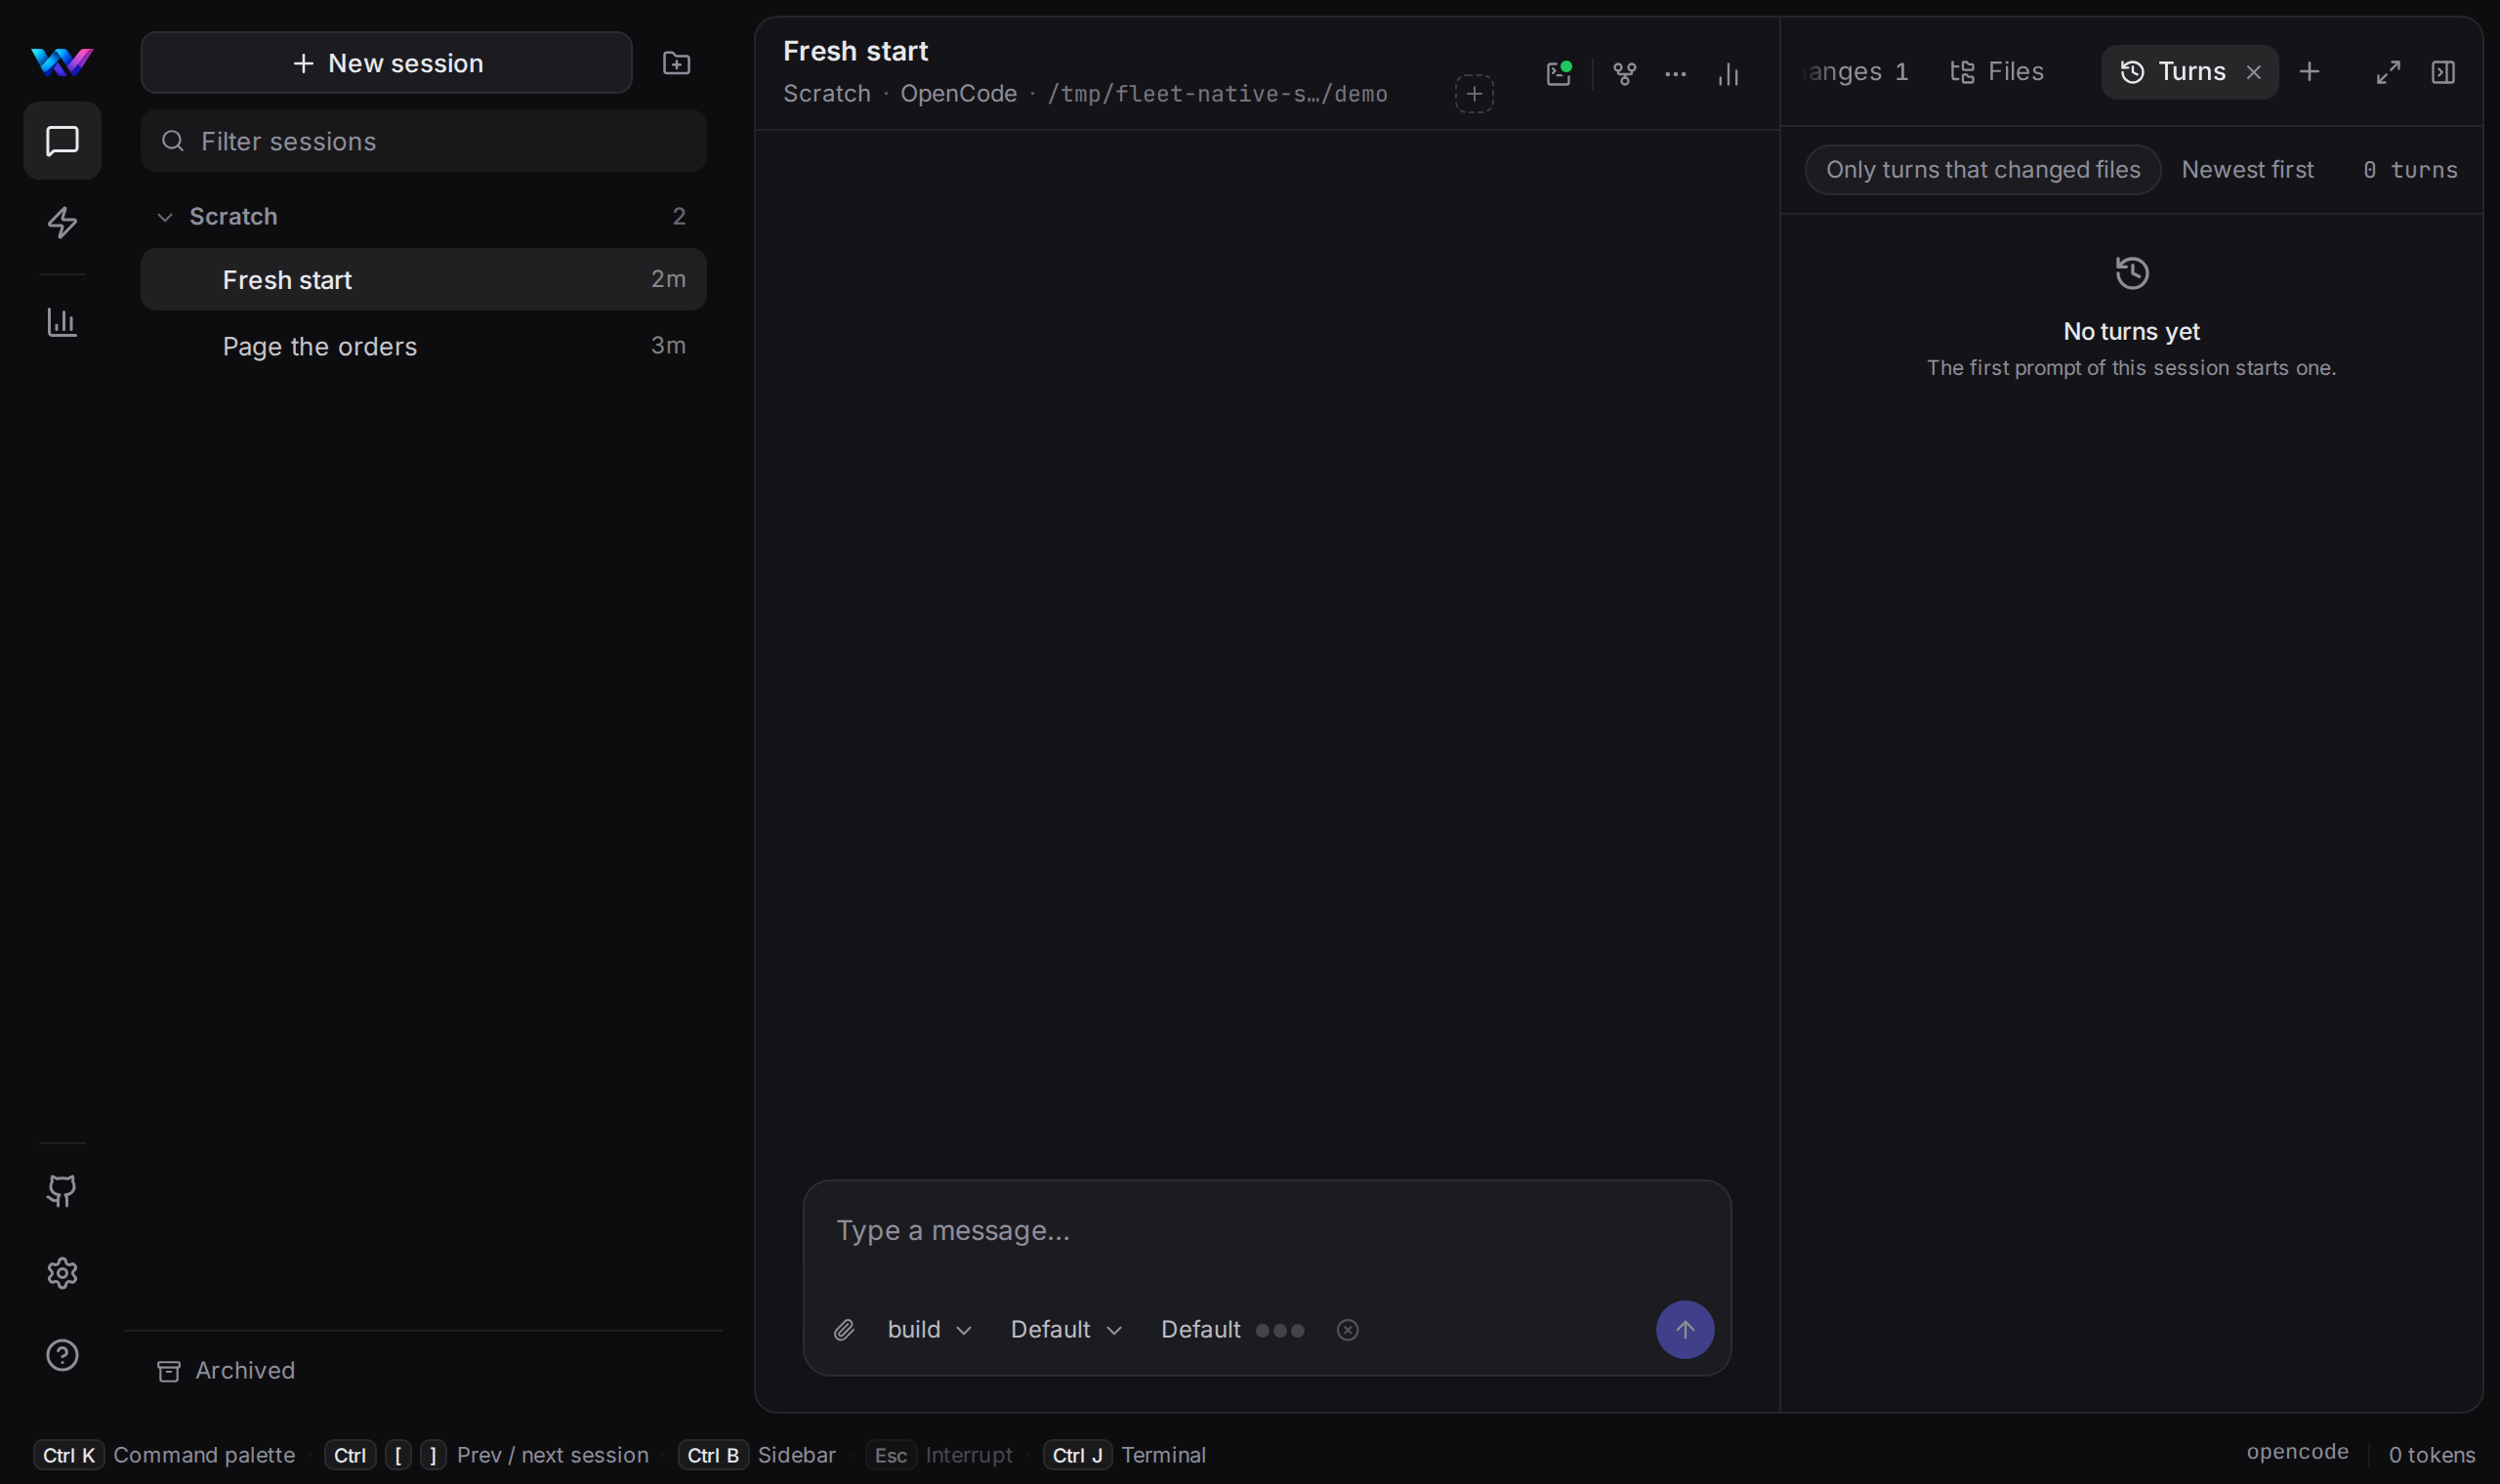 New session
Filter sessions
Scratch 2
Fresh start 2m
Page the orders 3m
Archived
Fresh start
Scratch · OpenCode · /tmp/fleet-native-s…/demo
anges 1 Files Turns
Only turns that changed files Newest first 0 turns
No turns yet
The first prompt of this session starts one.
Type a message...
build Default Default
Ctrl K Command palette · Ctrl [ ] Prev / next session · Ctrl B Sidebar · Esc Interrupt · Ctrl J Terminal
opencode 0 tokens